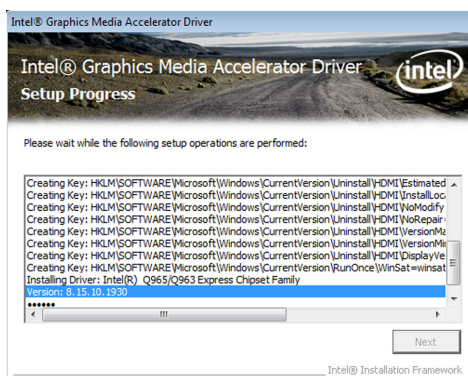 Intel® Graphics Media Accelerator Driver
Intel® Graphics Media Accelerator Driver
intel
Setup Progress
Please wait while the following setup operations are performed:
Creating Key: HKLM\SOFTWARE\Microsoft\Windows\CurrentVersion\Uninstall\HDMI\Estimated
Creating Key: HKLM\SOFTWARE\Microsoft\Windows\CurrentVersion\Uninstall\HDMI\InstallLoc
Creating Key: HKLM\SOFTWARE\Microsoft\Windows\CurrentVersion\Uninstall\HDMI\NoModify
Creating Key: HKLM\SOFTWARE\Microsoft\Windows\CurrentVersion\Uninstall\HDMI\NoRepair
Creating Key: HKLM\SOFTWARE\Microsoft\Windows\CurrentVersion\Uninstall\HDMI\VersionMa
Creating Key: HKLM\SOFTWARE\Microsoft\Windows\CurrentVersion\Uninstall\HDMI\VersionMi
Creating Key: HKLM\SOFTWARE\Microsoft\Windows\CurrentVersion\Uninstall\HDMI\DisplayVe
Creating Key: HKLM\SOFTWARE\Microsoft\Windows\CurrentVersion\RunOnce\WinSat=winsat
Installing Driver: Intel(R) Q965/Q963 Express Chipset Family
Version: 8.15.10.1930
******
Next
Intel® Installation Framework